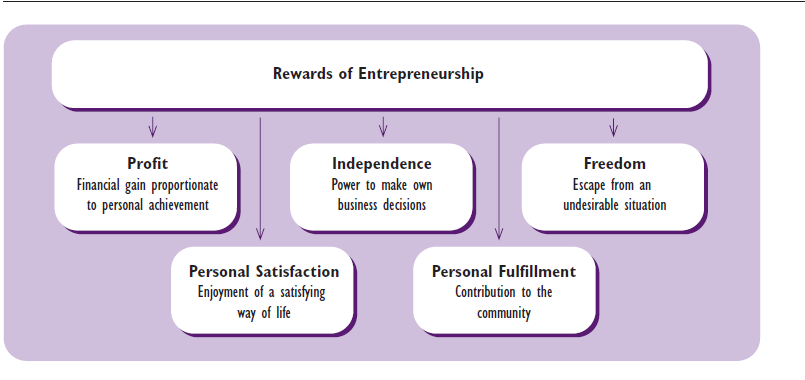 Rewards of Entrepreneurship
Profit
Financial gain proportionate
to personal achievement
Independence
Power to make own
business decisions
Freedom
Escape from an
undesirable situation
Personal Satisfaction
Enjoyment of a satisfying
way of life
Personal Fulfillment
Contribution to the
community